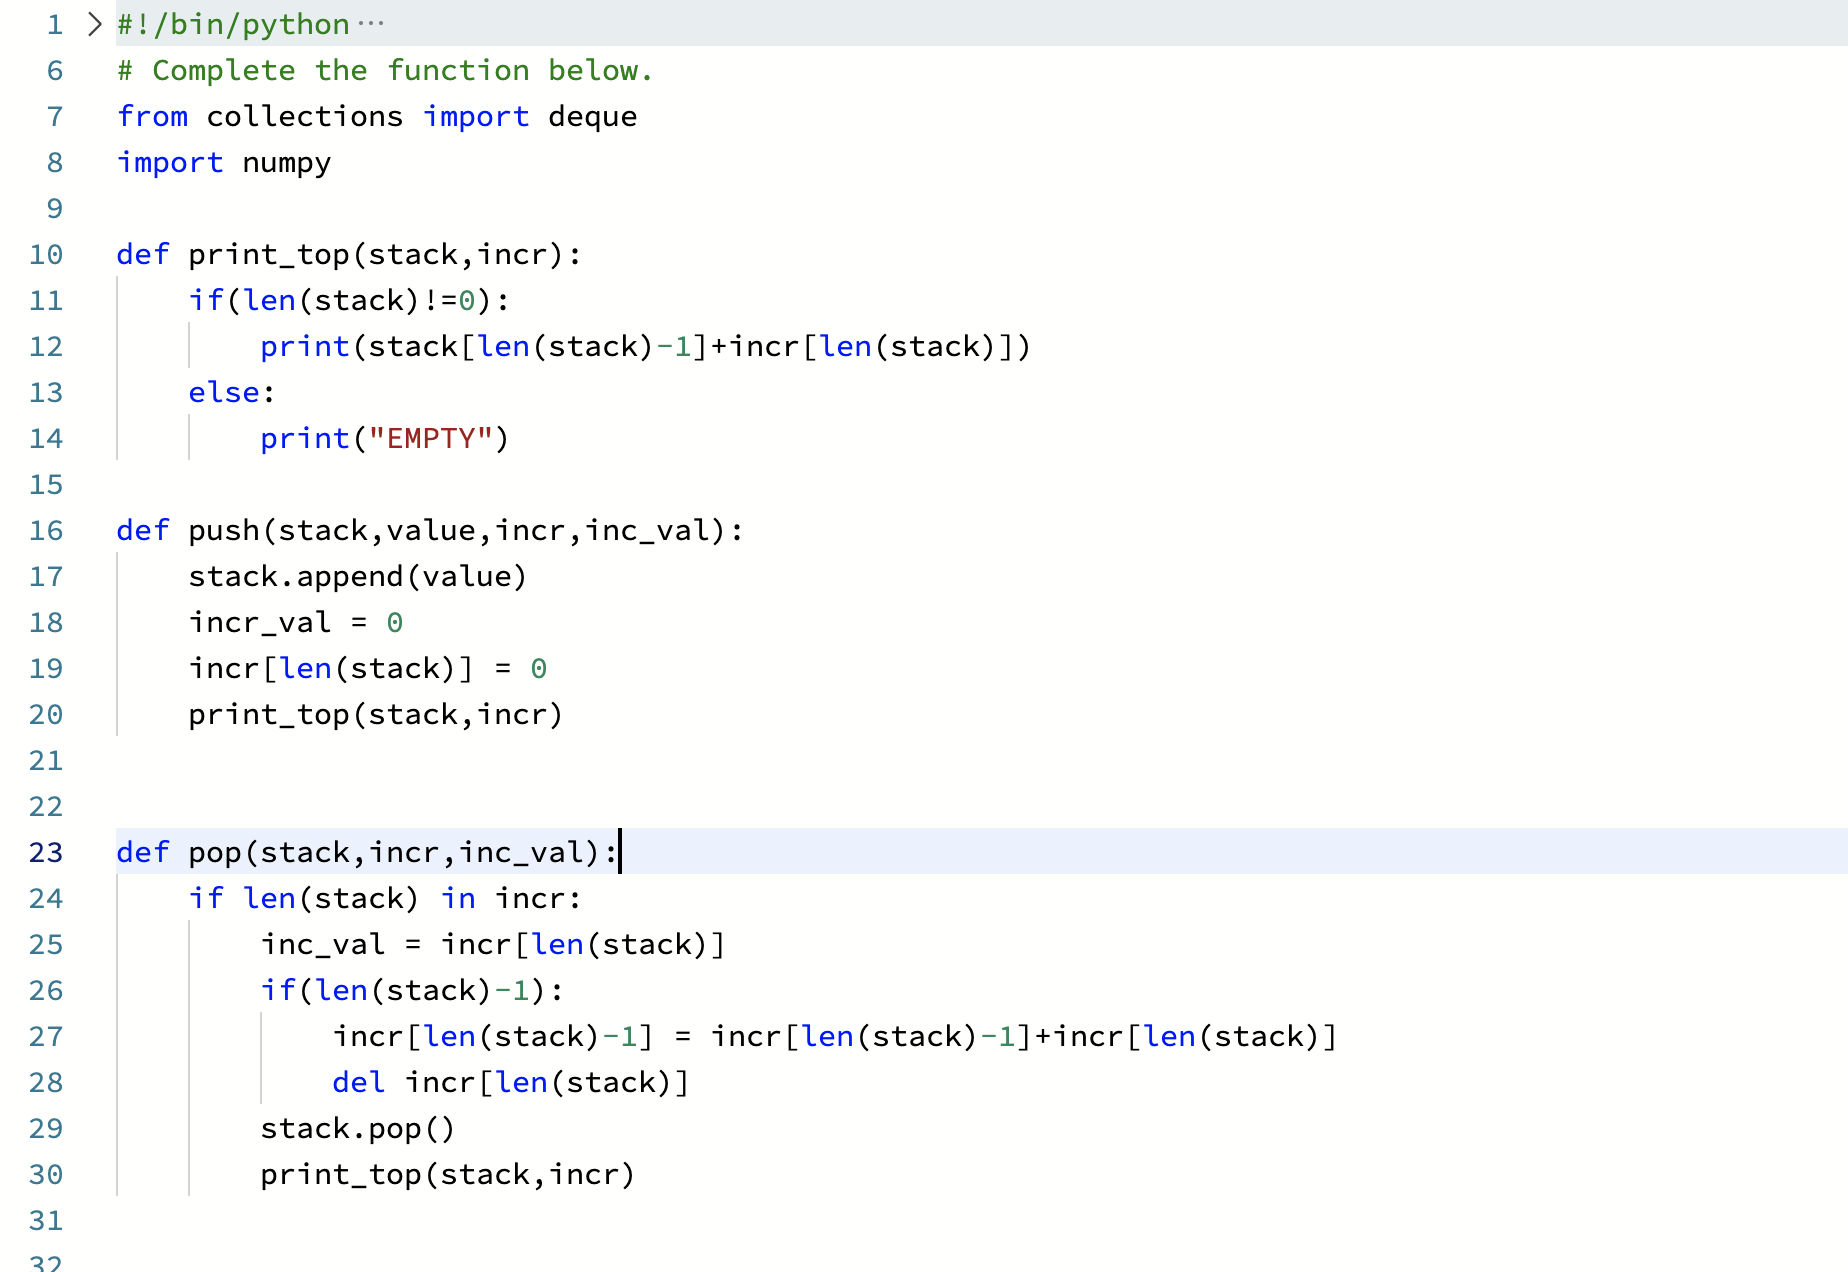 1 > #!/bin/python ···
6 # Complete the function below.
7 from collections import deque
8 import numpy
9
10 def print_top(stack,incr):
11     if(len(stack)!=0):
12         print(stack[len(stack)-1]+incr[len(stack)])
13     else:
14         print("EMPTY")
15
16 def push(stack,value,incr,inc_val):
17     stack.append(value)
18     incr_val = 0
19     incr[len(stack)] = 0
20     print_top(stack,incr)
21
22
23 def pop(stack,incr,inc_val):
24     if len(stack) in incr:
25         inc_val = incr[len(stack)]
26         if(len(stack)-1):
27             incr[len(stack)-1] = incr[len(stack)-1]+incr[len(stack)]
28             del incr[len(stack)]
29         stack.pop()
30         print_top(stack,incr)
31
32